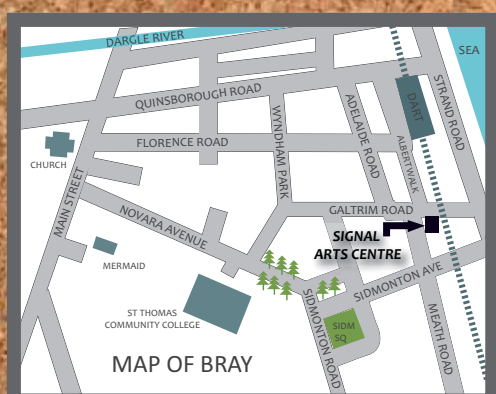 DARGLE RIVER
SEA
QUINSBOROUGH ROAD
STRAND ROAD
DART
ADELAIDE ROAD
WYNDHAM PARK
ALBERT WALK
FLORENCE ROAD
CHURCH
MAIN STREET
NOVARA AVENUE
GALTRIM ROAD
SIGNAL
ARTS CENTRE
MERMAID
SIDMONTON AVE
ST THOMAS
COMMUNITY COLLEGE
SIDMONTON ROAD
SIDM
SQ
MEATH ROAD
MAP OF BRAY